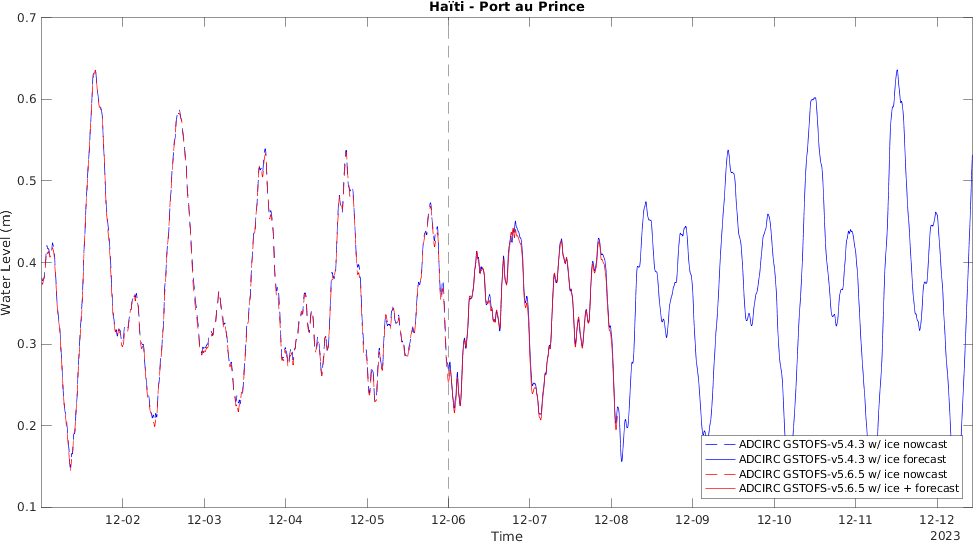 Haïti - Port au Prince
Water Level (m)
0.7
0.6
0.5
0.4
0.3
0.2
0.1
ADCIRC GSTOFS-v5.4.3 w/ ice nowcast
ADCIRC GSTOFS-v5.4.3 w/ ice forecast
ADCIRC GSTOFS-v5.6.5 w/ ice nowcast
ADCIRC GSTOFS-v5.6.5 w/ ice + forecast
12-02 12-03 12-04 12-05 12-06 12-07 12-08 12-09 12-10 12-11 12-12
Time
2023